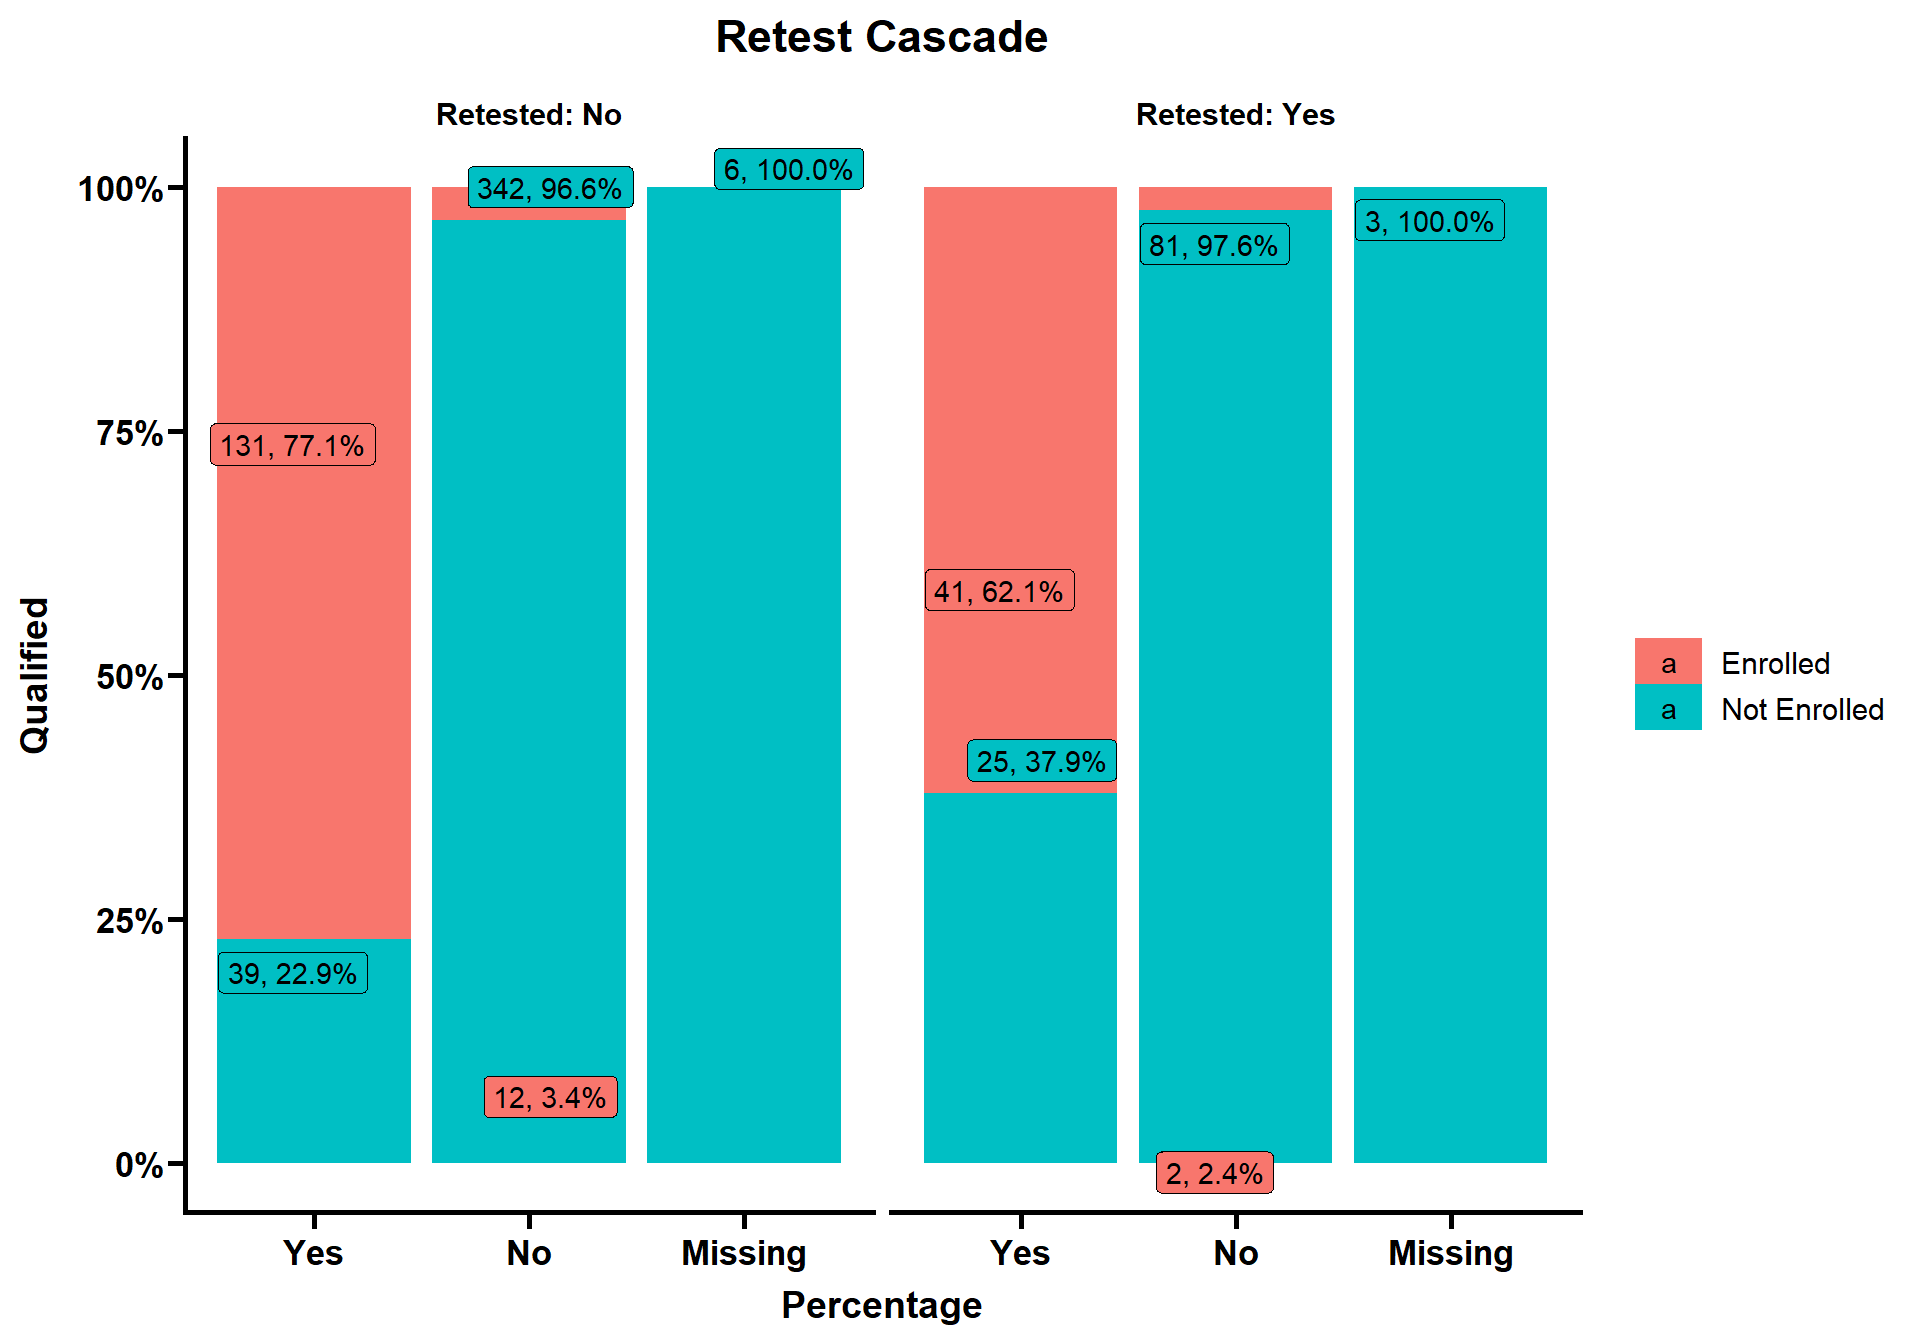 Retest Cascade
Retested: No
Retested: Yes
Qualified
100%
75%
50%
25%
0%
131, 77.1%
39, 22.9%
342, 96.6%
12, 3.4%
6, 100.0%
41, 62.1%
25, 37.9%
81, 97.6%
2, 2.4%
3, 100.0%
Yes
No
Missing
Yes
No
Missing
Percentage
a Enrolled
a Not Enrolled